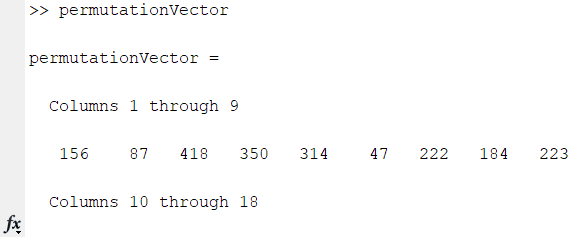 >> permutationVector
permutationVector =
Columns 1 through 9
156 87 418 350 314 47 222 184 223
Columns 10 through 18
fx